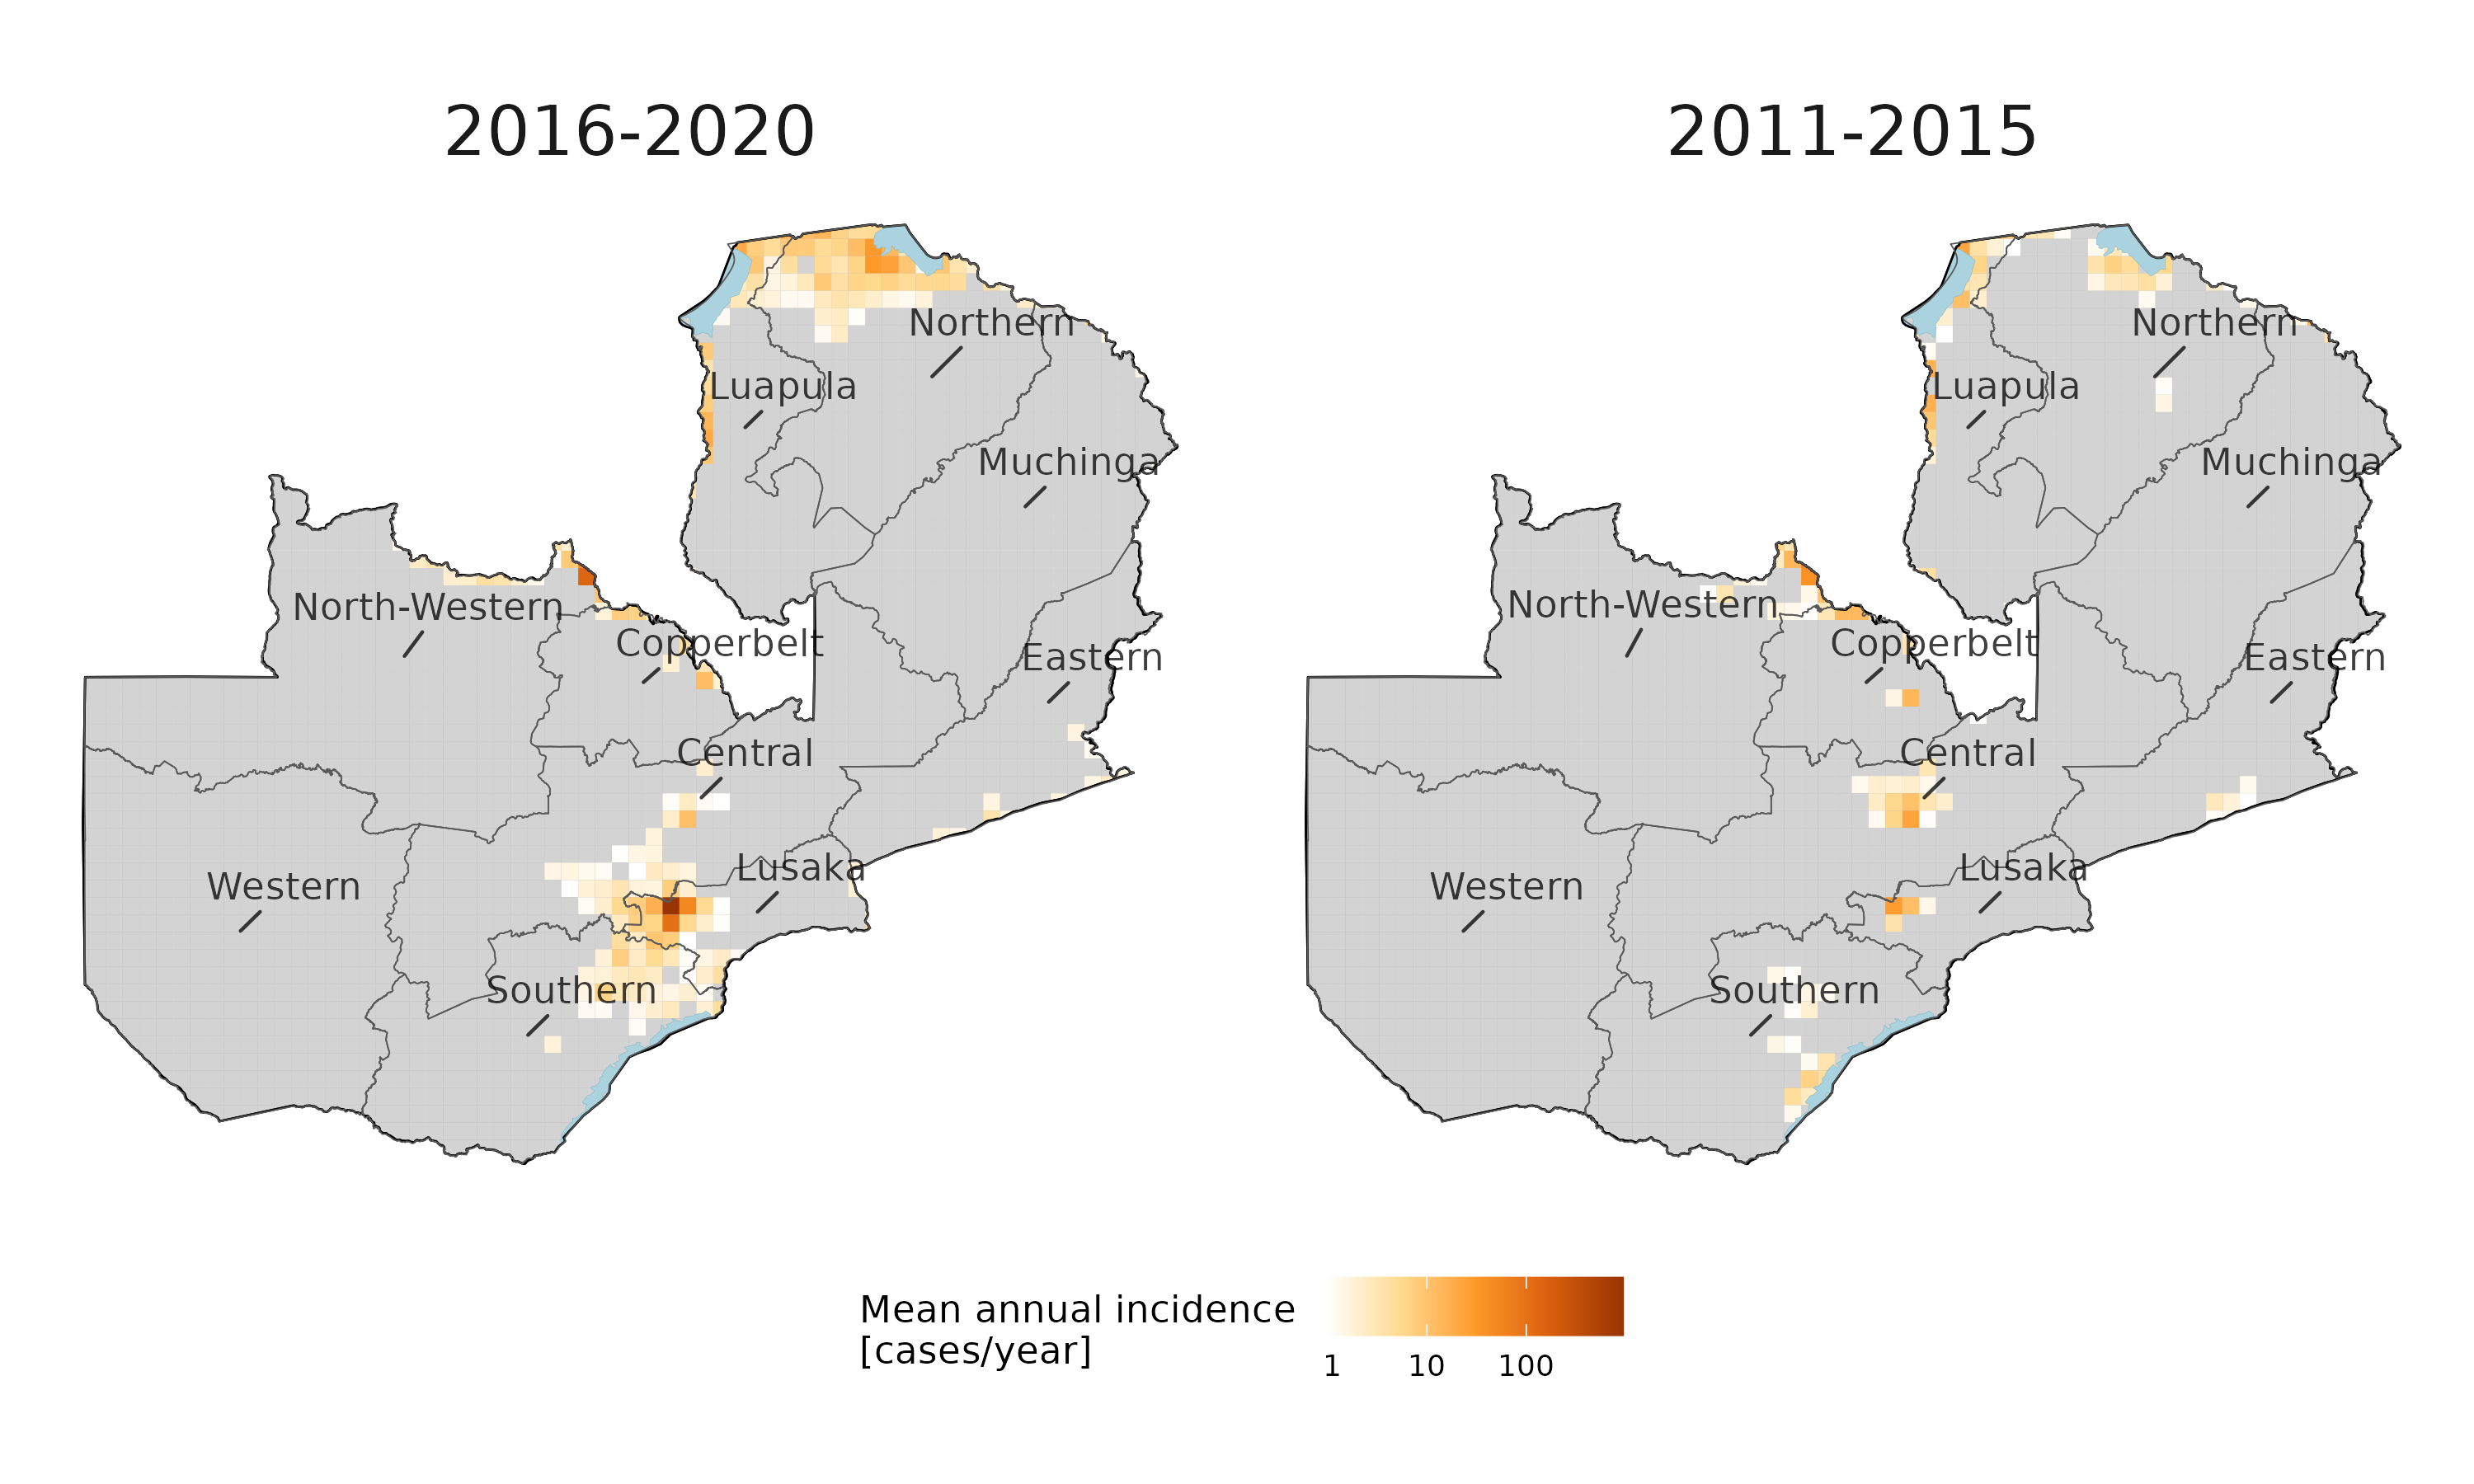 2016-2020
2011-2015
Northern
Luapula
Muchinga
North-Western
Copperbelt
Eastern
Central
Lusaka
Western
Southern
Northern
Luapula
Muchinga
North-Western
Copperbelt
Eastern
Central
Lusaka
Western
Southern
Mean annual incidence
[cases/year]
1 10 100